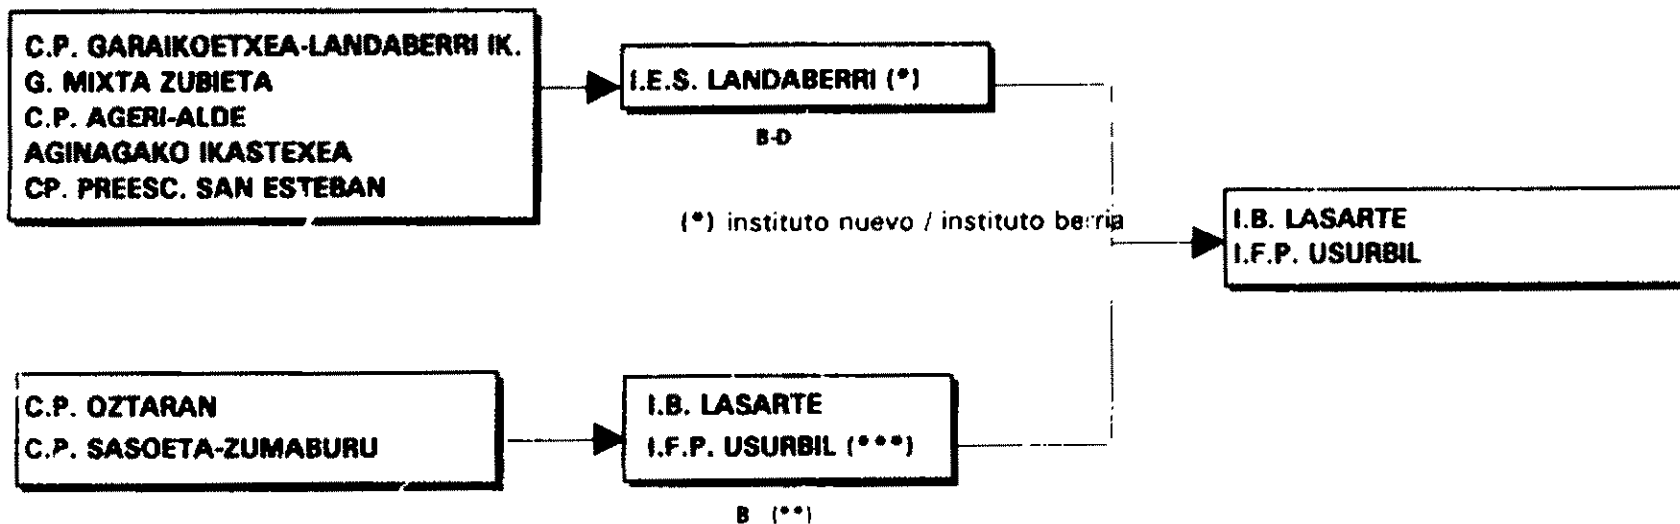 C.P. GARAIKOETXEA-LANDABERRI IK.
G. MIXTA ZUBIETA
C.P. AGERI-ALDE
AGINAGAKO IKASTEXEA
CP. PREESC. SAN ESTEBAN
I.E.S. LANDABERRI (*)
B-D
(*) instituto nuevo / instituto berria
I.B. LASARTE
I.F.P. USURBIL
C.P. OZTARAN
C.P. SASOETA-ZUMABURU
I.B. LASARTE
I.F.P. USURBIL (***)
B (**)